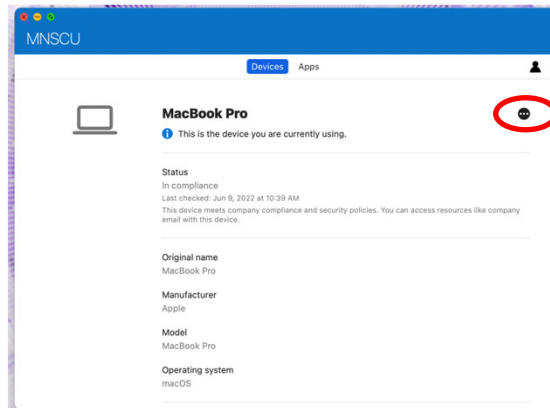 MNSCU
Devices Apps
MacBook Pro
This is the device you are currently using.
Status
In compliance
Last checked: Jun 9, 2022 at 10:39 AM
This device meets company compliance and security policies. You can access resources like company
email with this device.
Original name
MacBook Pro
Manufacturer
Apple
Model
MacBook Pro
Operating system
macOS